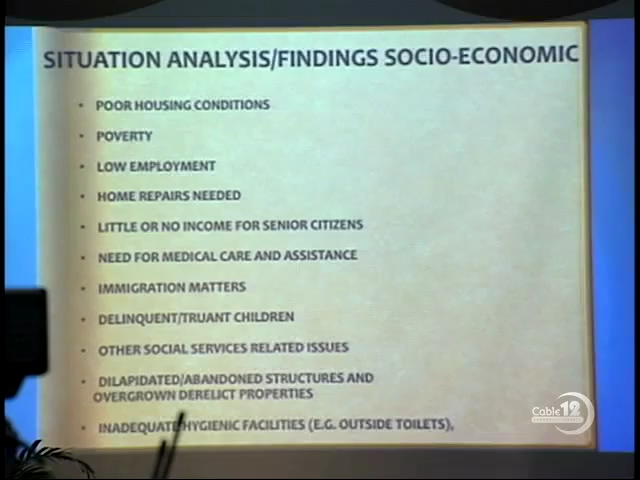 SITUATION ANALYSIS/FINDINGS SOCIO-ECONOMIC
• POOR HOUSING CONDITIONS
• POVERTY
• LOW EMPLOYMENT
• HOME REPAIRS NEEDED
• LITTLE OR NO INCOME FOR SENIOR CITIZENS
• NEED FOR MEDICAL CARE AND ASSISTANCE
• IMMIGRATION MATTERS
• DELINQUENT/TRUANT CHILDREN
• OTHER SOCIAL SERVICES RELATED ISSUES
• DILAPIDATED/ABANDONED STRUCTURES AND
OVERGROWN DERELICT PROPERTIES
• INADEQUATE HYGIENIC FACILITIES (E.G. OUTSIDE TOILETS),
Cable 12